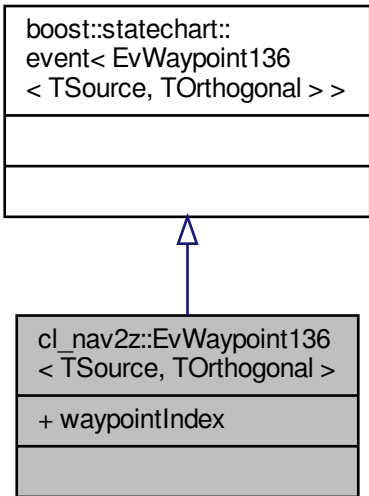 boost::statechart::
event< EvWaypoint136
< TSource, TOrthogonal > >
cl_nav2z::EvWaypoint136
< TSource, TOrthogonal >
+ waypointIndex